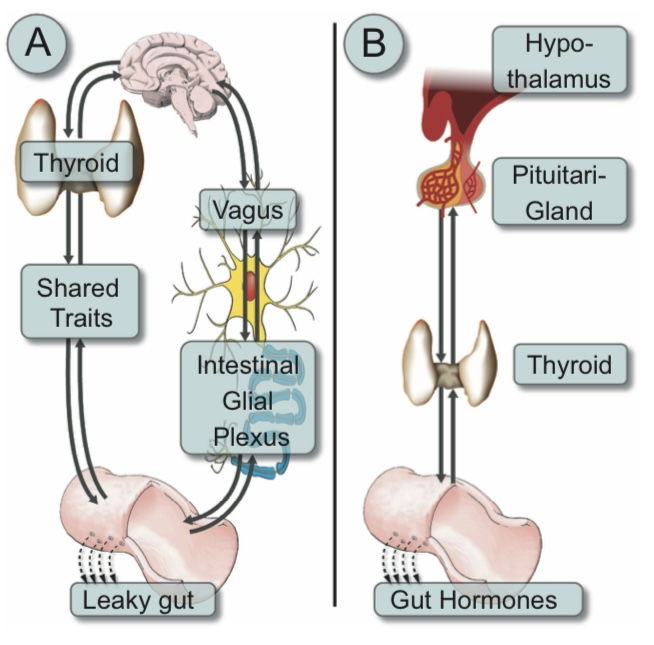 A
Thyroid
Shared
Traits
Vagus
Intestinal
Glial
Plexus
Leaky gut
B
Hypo-
thalamus
Pituitari-
Gland
Thyroid
Gut Hormones